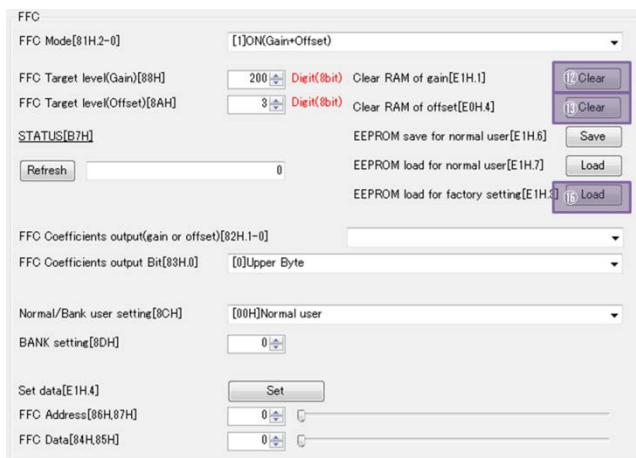 FFC
FFC Mode[81H.2-0] [1]ON(Gain+Offset)
FFC Target level(Gain)[88H] 200 Digit(8bit) Clear RAM of gain[E1H.1] ⑫ Clear
FFC Target level(Offset)[8AH] 3 Digit(8bit) Clear RAM of offset[E0H.4] ⑬ Clear
STATUS[B7H] EEPROM save for normal user[E1H.6] Save
Refresh 0 EEPROM load for normal user[E1H.7] Load
EEPROM load for factory setting[E1H.3] ⑯ Load
FFC Coefficients output(gain or offset)[82H.1-0]
FFC Coefficients output Bit[83H.0] [0]Upper Byte
Normal/Bank user setting[8CH] [00H]Normal user
BANK setting[8DH] 0
Set data[E1H.4] Set
FFC Address[86H,87H] 0
FFC Data[84H,85H] 0